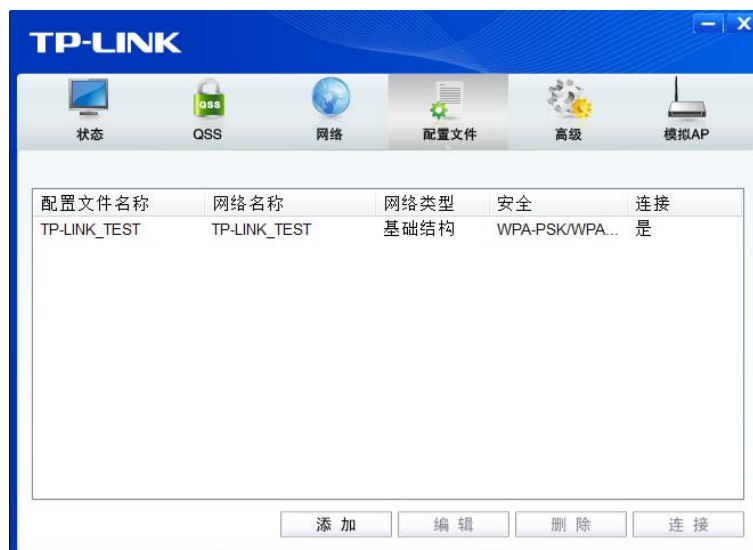 TP-LINK
QSS
状态 QSS 网络 配置文件 高级 模拟AP
配置文件名称 网络名称 网络类型 安全 连接
TP-LINK_TEST TP-LINK_TEST 基础结构 WPA-PSK/WPA... 是
添 加 编 辑 删 除 连 接